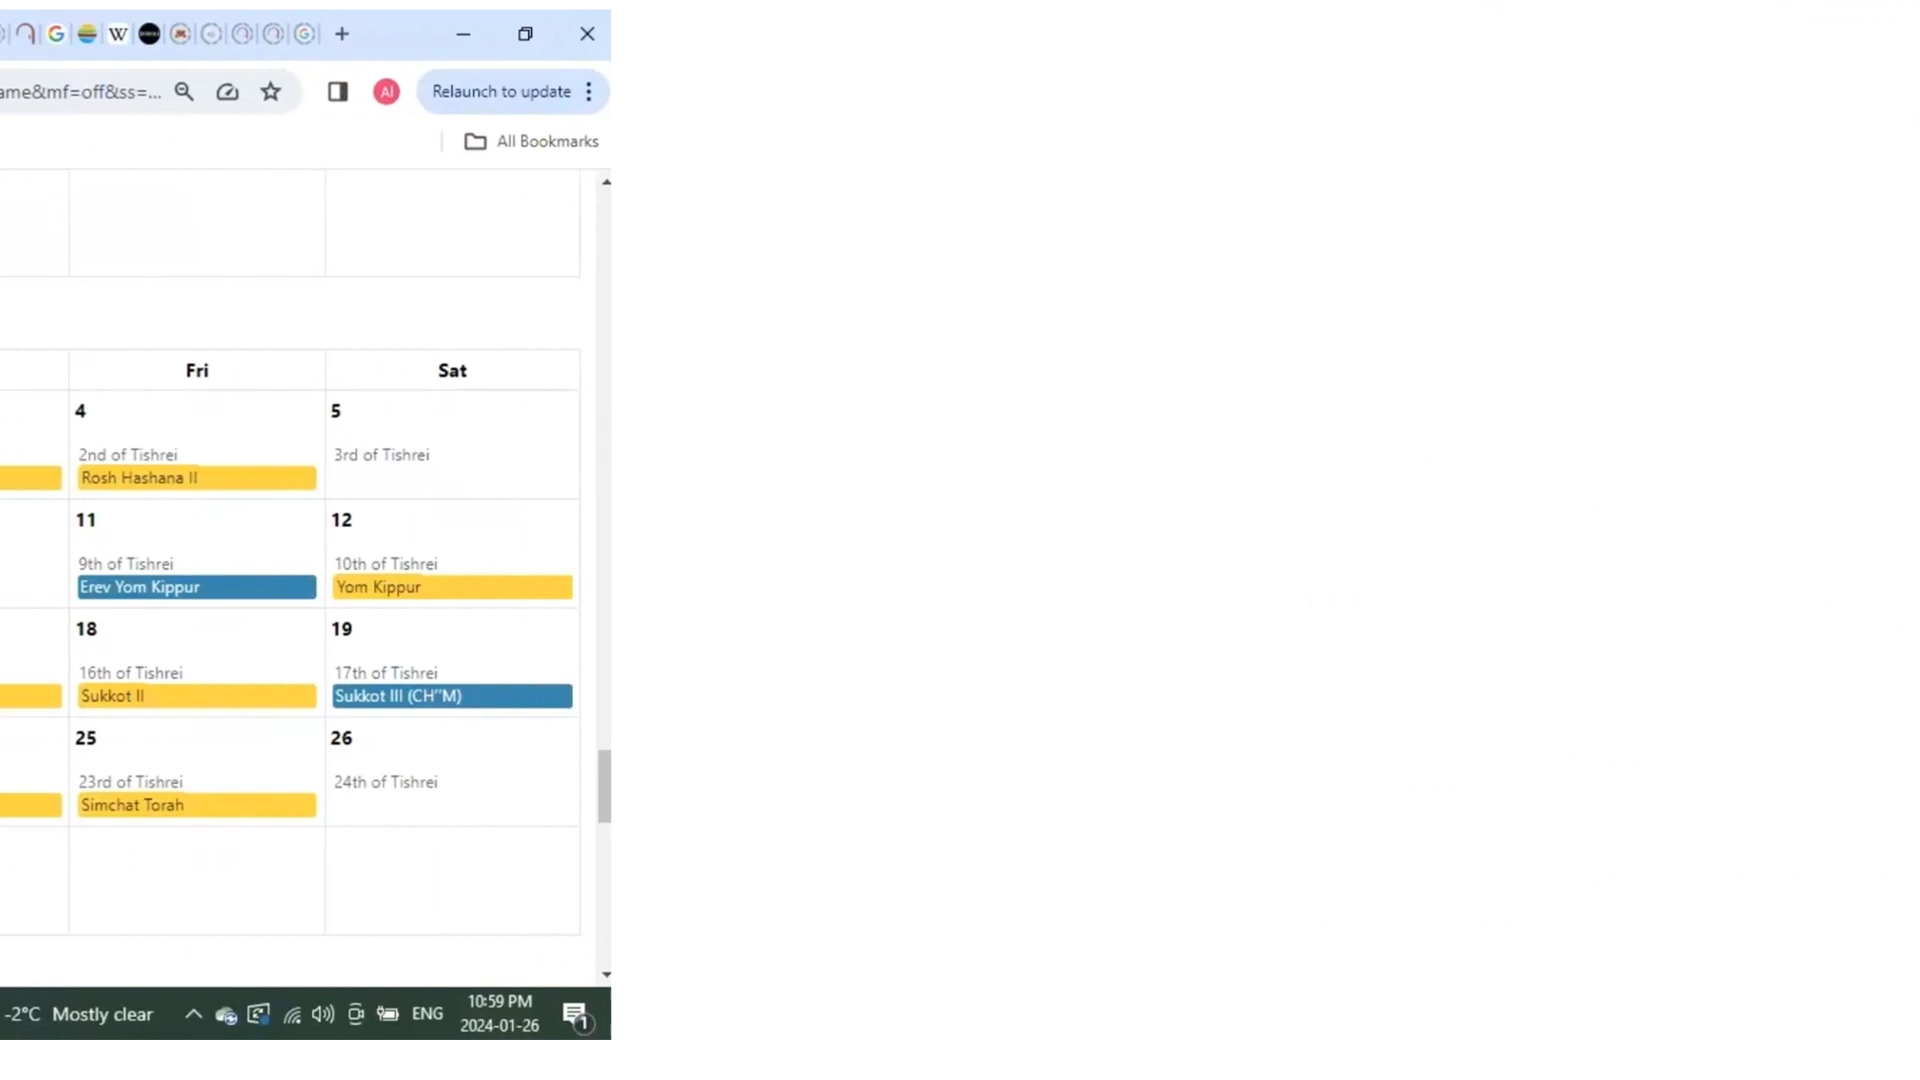 W
ame&mf=off&ss=...
AI
Relaunch to update
All Bookmarks
Fri
Sat
4
5
2nd of Tishrei
3rd of Tishrei
Rosh Hashana II
11
12
9th of Tishrei
10th of Tishrei
Erev Yom Kippur
Yom Kippur
18
19
16th of Tishrei
17th of Tishrei
Sukkot II
Sukkot III (CH''M)
25
26
23rd of Tishrei
24th of Tishrei
Simchat Torah
-2°C Mostly clear
ENG
10:59 PM
2024-01-26
1